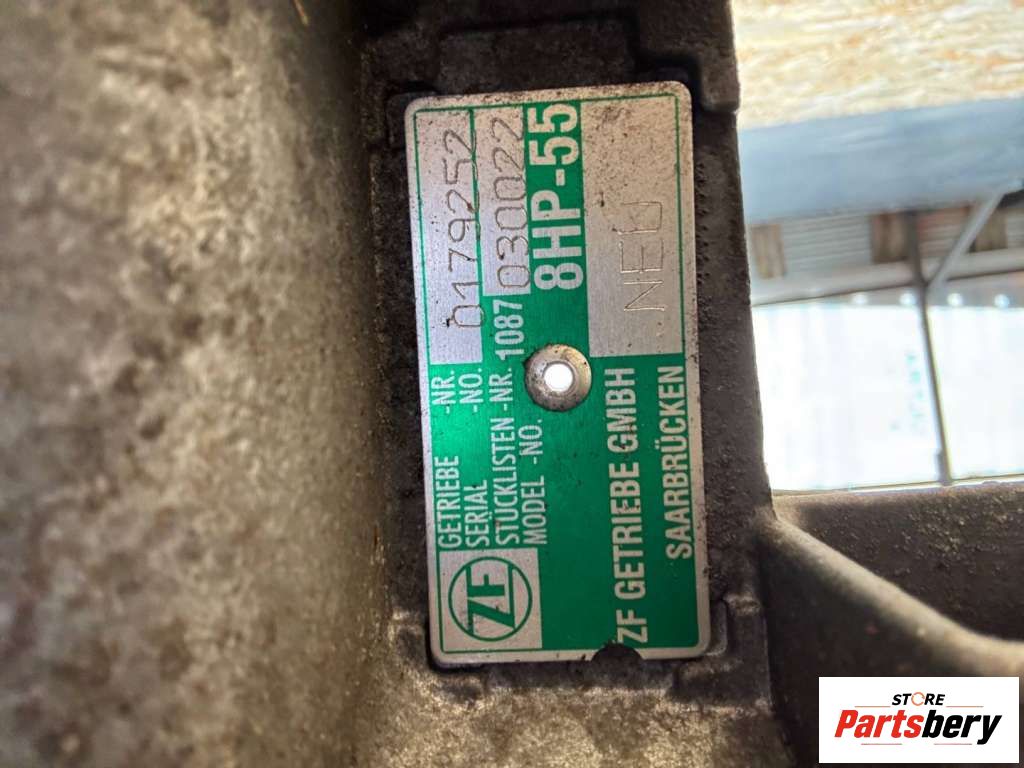 GETRIEBE -NR.
SERIAL -NO. 0479252
STÜCKLISTEN -NR. 1087 030022
MODEL -NO.
8HP-55
ZF
ZF GETRIEBE GMBH
SAARBRÜCKEN
NEU
STORE
Partsbery